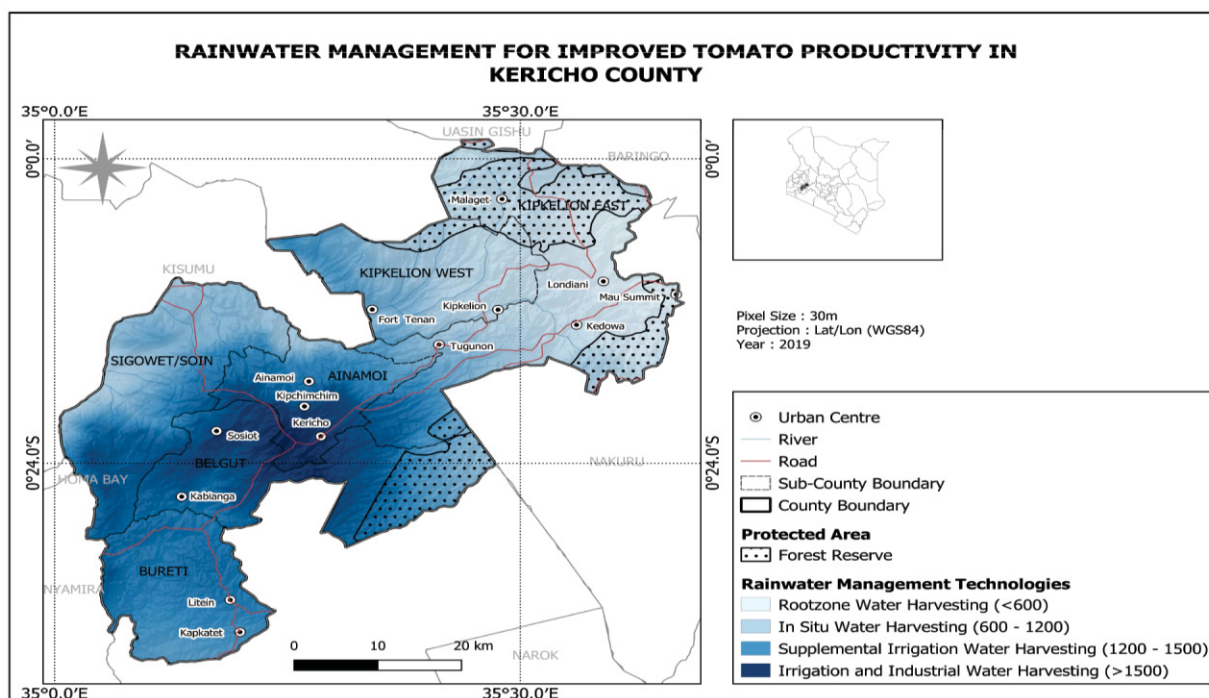 RAINWATER MANAGEMENT FOR IMPROVED TOMATO PRODUCTIVITY IN
KERICHO COUNTY
35°0.0'E
35°30.0'E
UASIN GISHU
0°0.0'
BARINGO
0°0.0'
Malaget
KIPKELION EAST
KISUMU
KIPKELION WEST
Londiani
Mau Summit
Fort Tenan
Kipkelion
Kedowa
Tugunon
SIGOWET/SOIN
Ainamoi
AINAMOI
Kipchimchim
Kericho
Sosiot
BELGUT
0°24.0'S
NAKURU
0°24.0'S
HOMA BAY
Kabianga
BURETI
NYAMIRA
Litein
Kapkatet
0
10
20 km
NAROK
35°0.0'E
35°30.0'E
Pixel Size : 30m
Projection : Lat/Lon (WGS84)
Year : 2019
Urban Centre
River
Road
Sub-County Boundary
County Boundary
Protected Area
Forest Reserve
Rainwater Management Technologies
Rootzone Water Harvesting (<600)
In Situ Water Harvesting (600 - 1200)
Supplemental Irrigation Water Harvesting (1200 - 1500)
Irrigation and Industrial Water Harvesting (>1500)